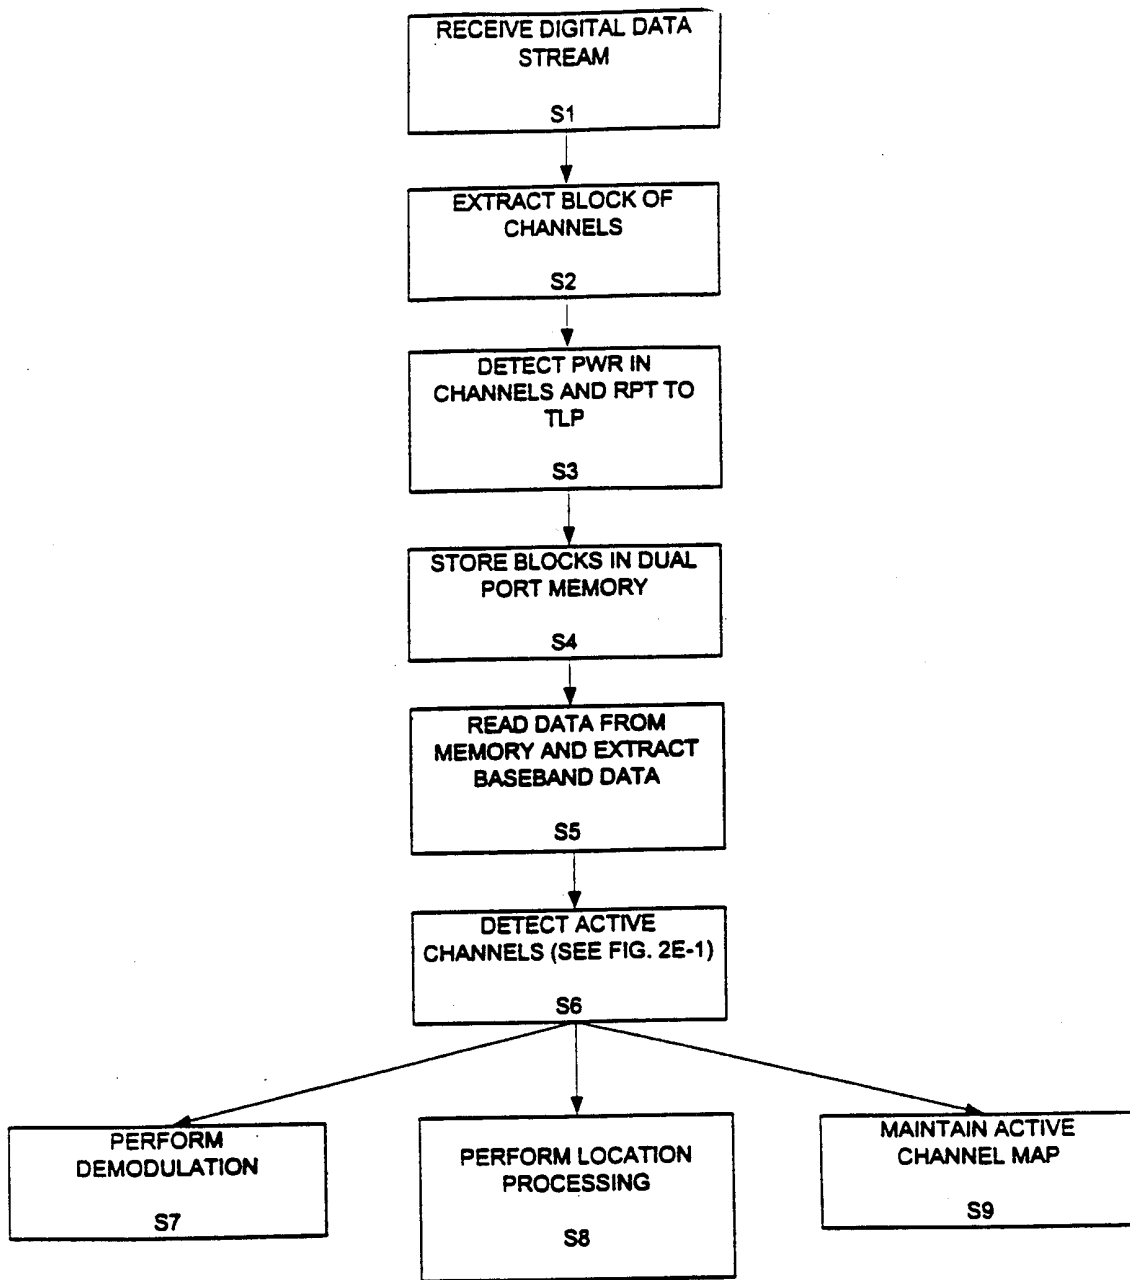 RECEIVE DIGITAL DATA
STREAM
S1
EXTRACT BLOCK OF
CHANNELS
S2
DETECT PWR IN
CHANNELS AND RPT TO
TLP
S3
STORE BLOCKS IN DUAL
PORT MEMORY
S4
READ DATA FROM
MEMORY AND EXTRACT
BASEBAND DATA
S5
DETECT ACTIVE
CHANNELS (SEE FIG. 2E-1)
S6
PERFORM
DEMODULATION
S7
PERFORM LOCATION
PROCESSING
S8
MAINTAIN ACTIVE
CHANNEL MAP
S9